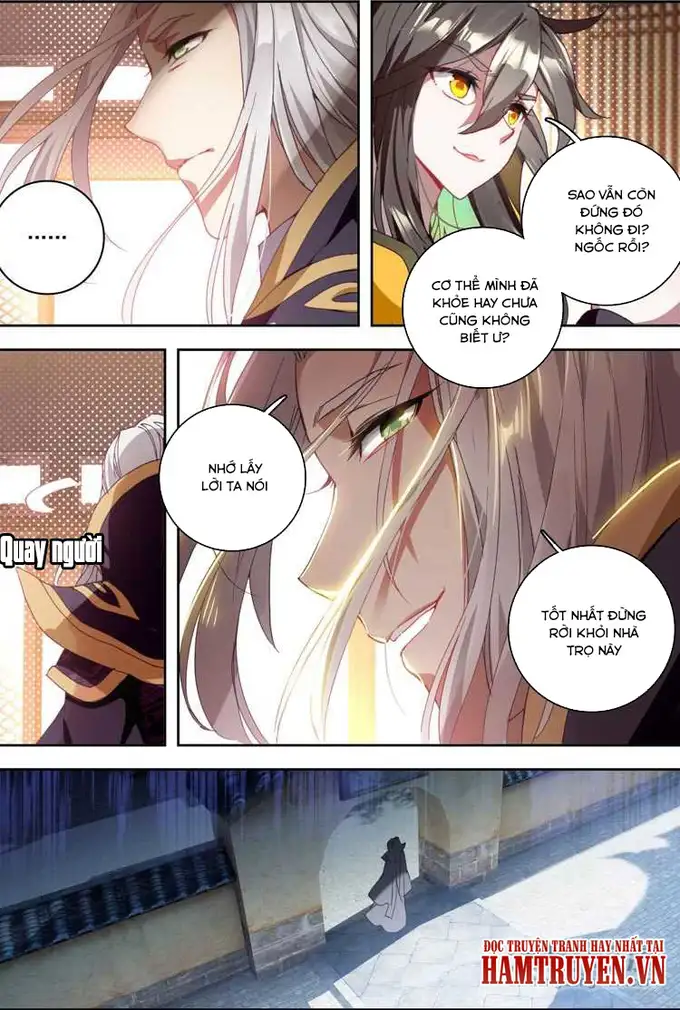 ......
SAO VẪN CÒN
ĐỨNG ĐÓ
KHÔNG ĐI?
NGỐC RỒI?
CƠ THỂ MÌNH ĐÃ
KHỎE HAY CHƯA
CŨNG KHÔNG
BIẾT Ư?
Quay người
NHỚ LẤY
LỜI TA NÓI
TỐT NHẤT ĐỪNG
RỜI KHỎI NHÀ
TRỌ NÀY
ĐỌC TRUYỆN TRANH HAY NHẤT TẠI
HAMTRUYEN.VN